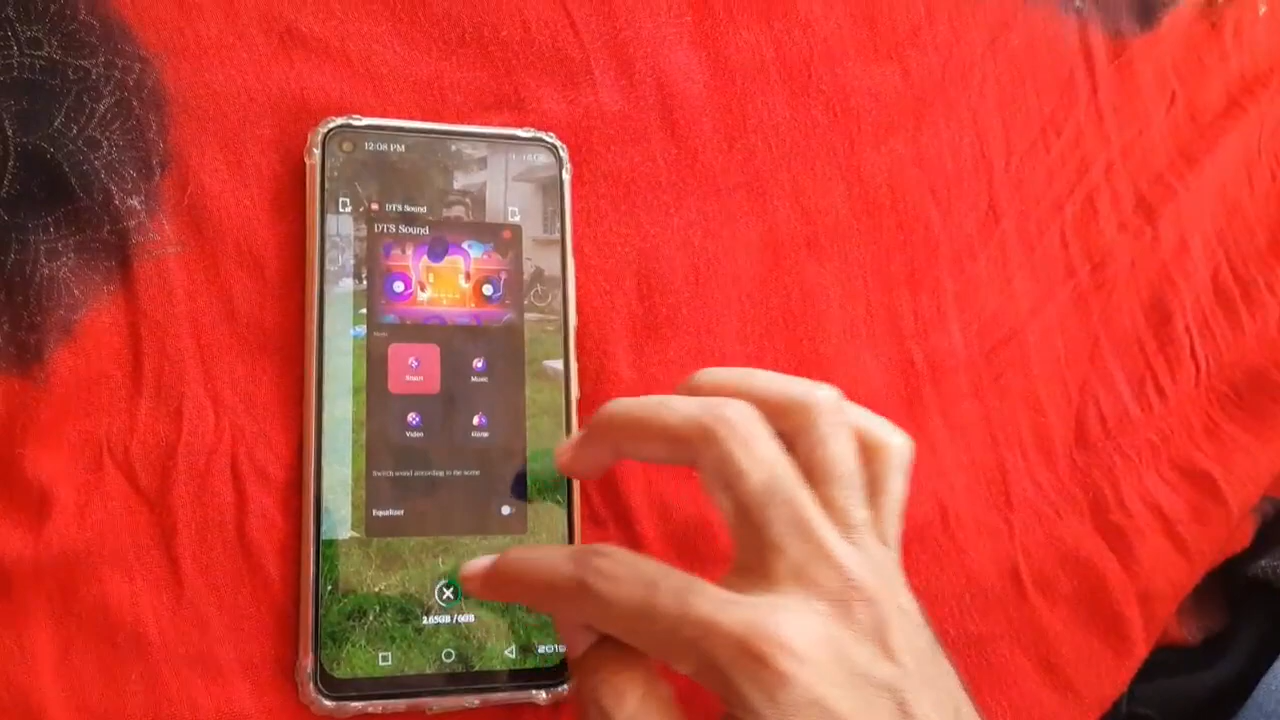 12:08 PM
DTS Sound
DTS Sound
Smart
Music
Video
Game
Switch sound according to the scene
Equalizer
2.65GB / 6GB
2019